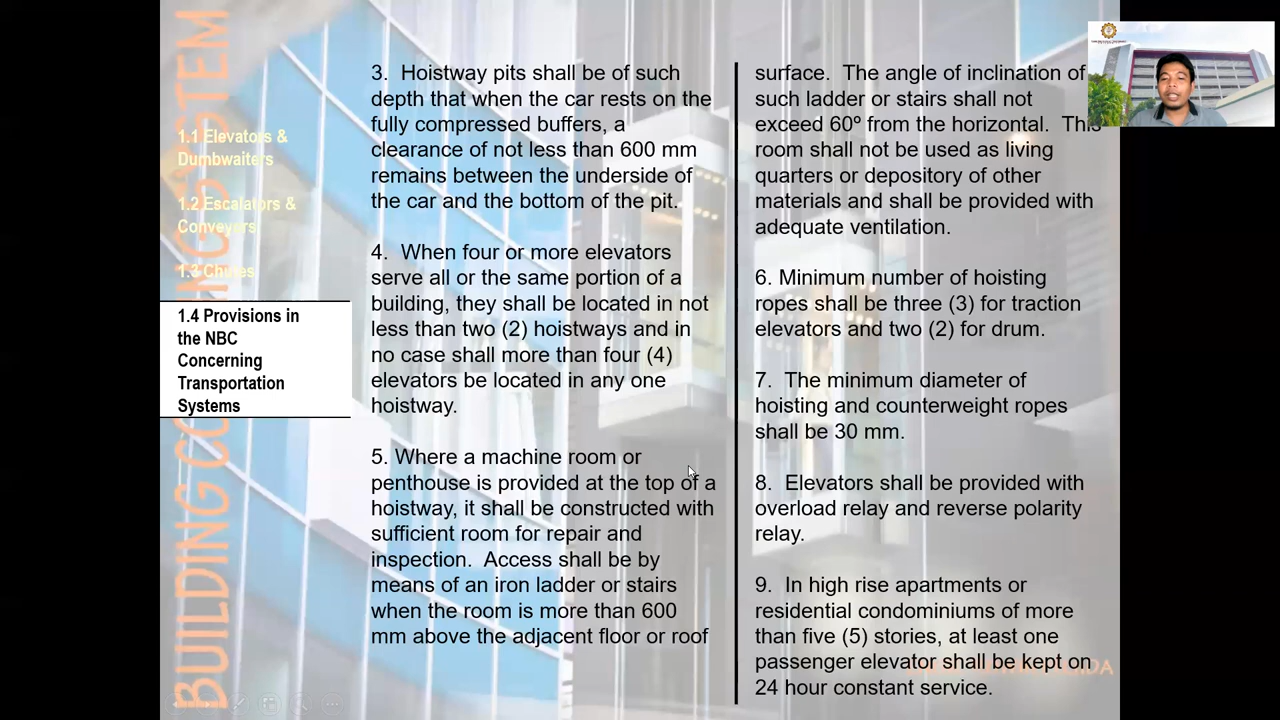 BUILDING
SYSTEM
1.1 Elevators &
Dumbwaiters
1.2 Escalators &
Conveyers
1.3 Chutes
1.4 Provisions in
the NBC
Concerning
Transportation
Systems
3. Hoistway pits shall be of such
depth that when the car rests on the
fully compressed buffers, a
clearance of not less than 600 mm
remains between the underside of
the car and the bottom of the pit.
4. When four or more elevators
serve all or the same portion of a
building, they shall be located in not
less than two (2) hoistways and in
no case shall more than four (4)
elevators be located in any one
hoistway.
5. Where a machine room or
penthouse is provided at the top of a
hoistway, it shall be constructed with
sufficient room for repair and
inspection. Access shall be by
means of an iron ladder or stairs
when the room is more than 600
mm above the adjacent floor or roof
surface. The angle of inclination of
such ladder or stairs shall not
exceed 60º from the horizontal. This
room shall not be used as living
quarters or depository of other
materials and shall be provided with
adequate ventilation.
6. Minimum number of hoisting
ropes shall be three (3) for traction
elevators and two (2) for drum.
7. The minimum diameter of
hoisting and counterweight ropes
shall be 30 mm.
8. Elevators shall be provided with
overload relay and reverse polarity
relay.
9. In high rise apartments or
residential condominiums of more
than five (5) stories, at least one
passenger elevator shall be kept on
24 hour constant service.